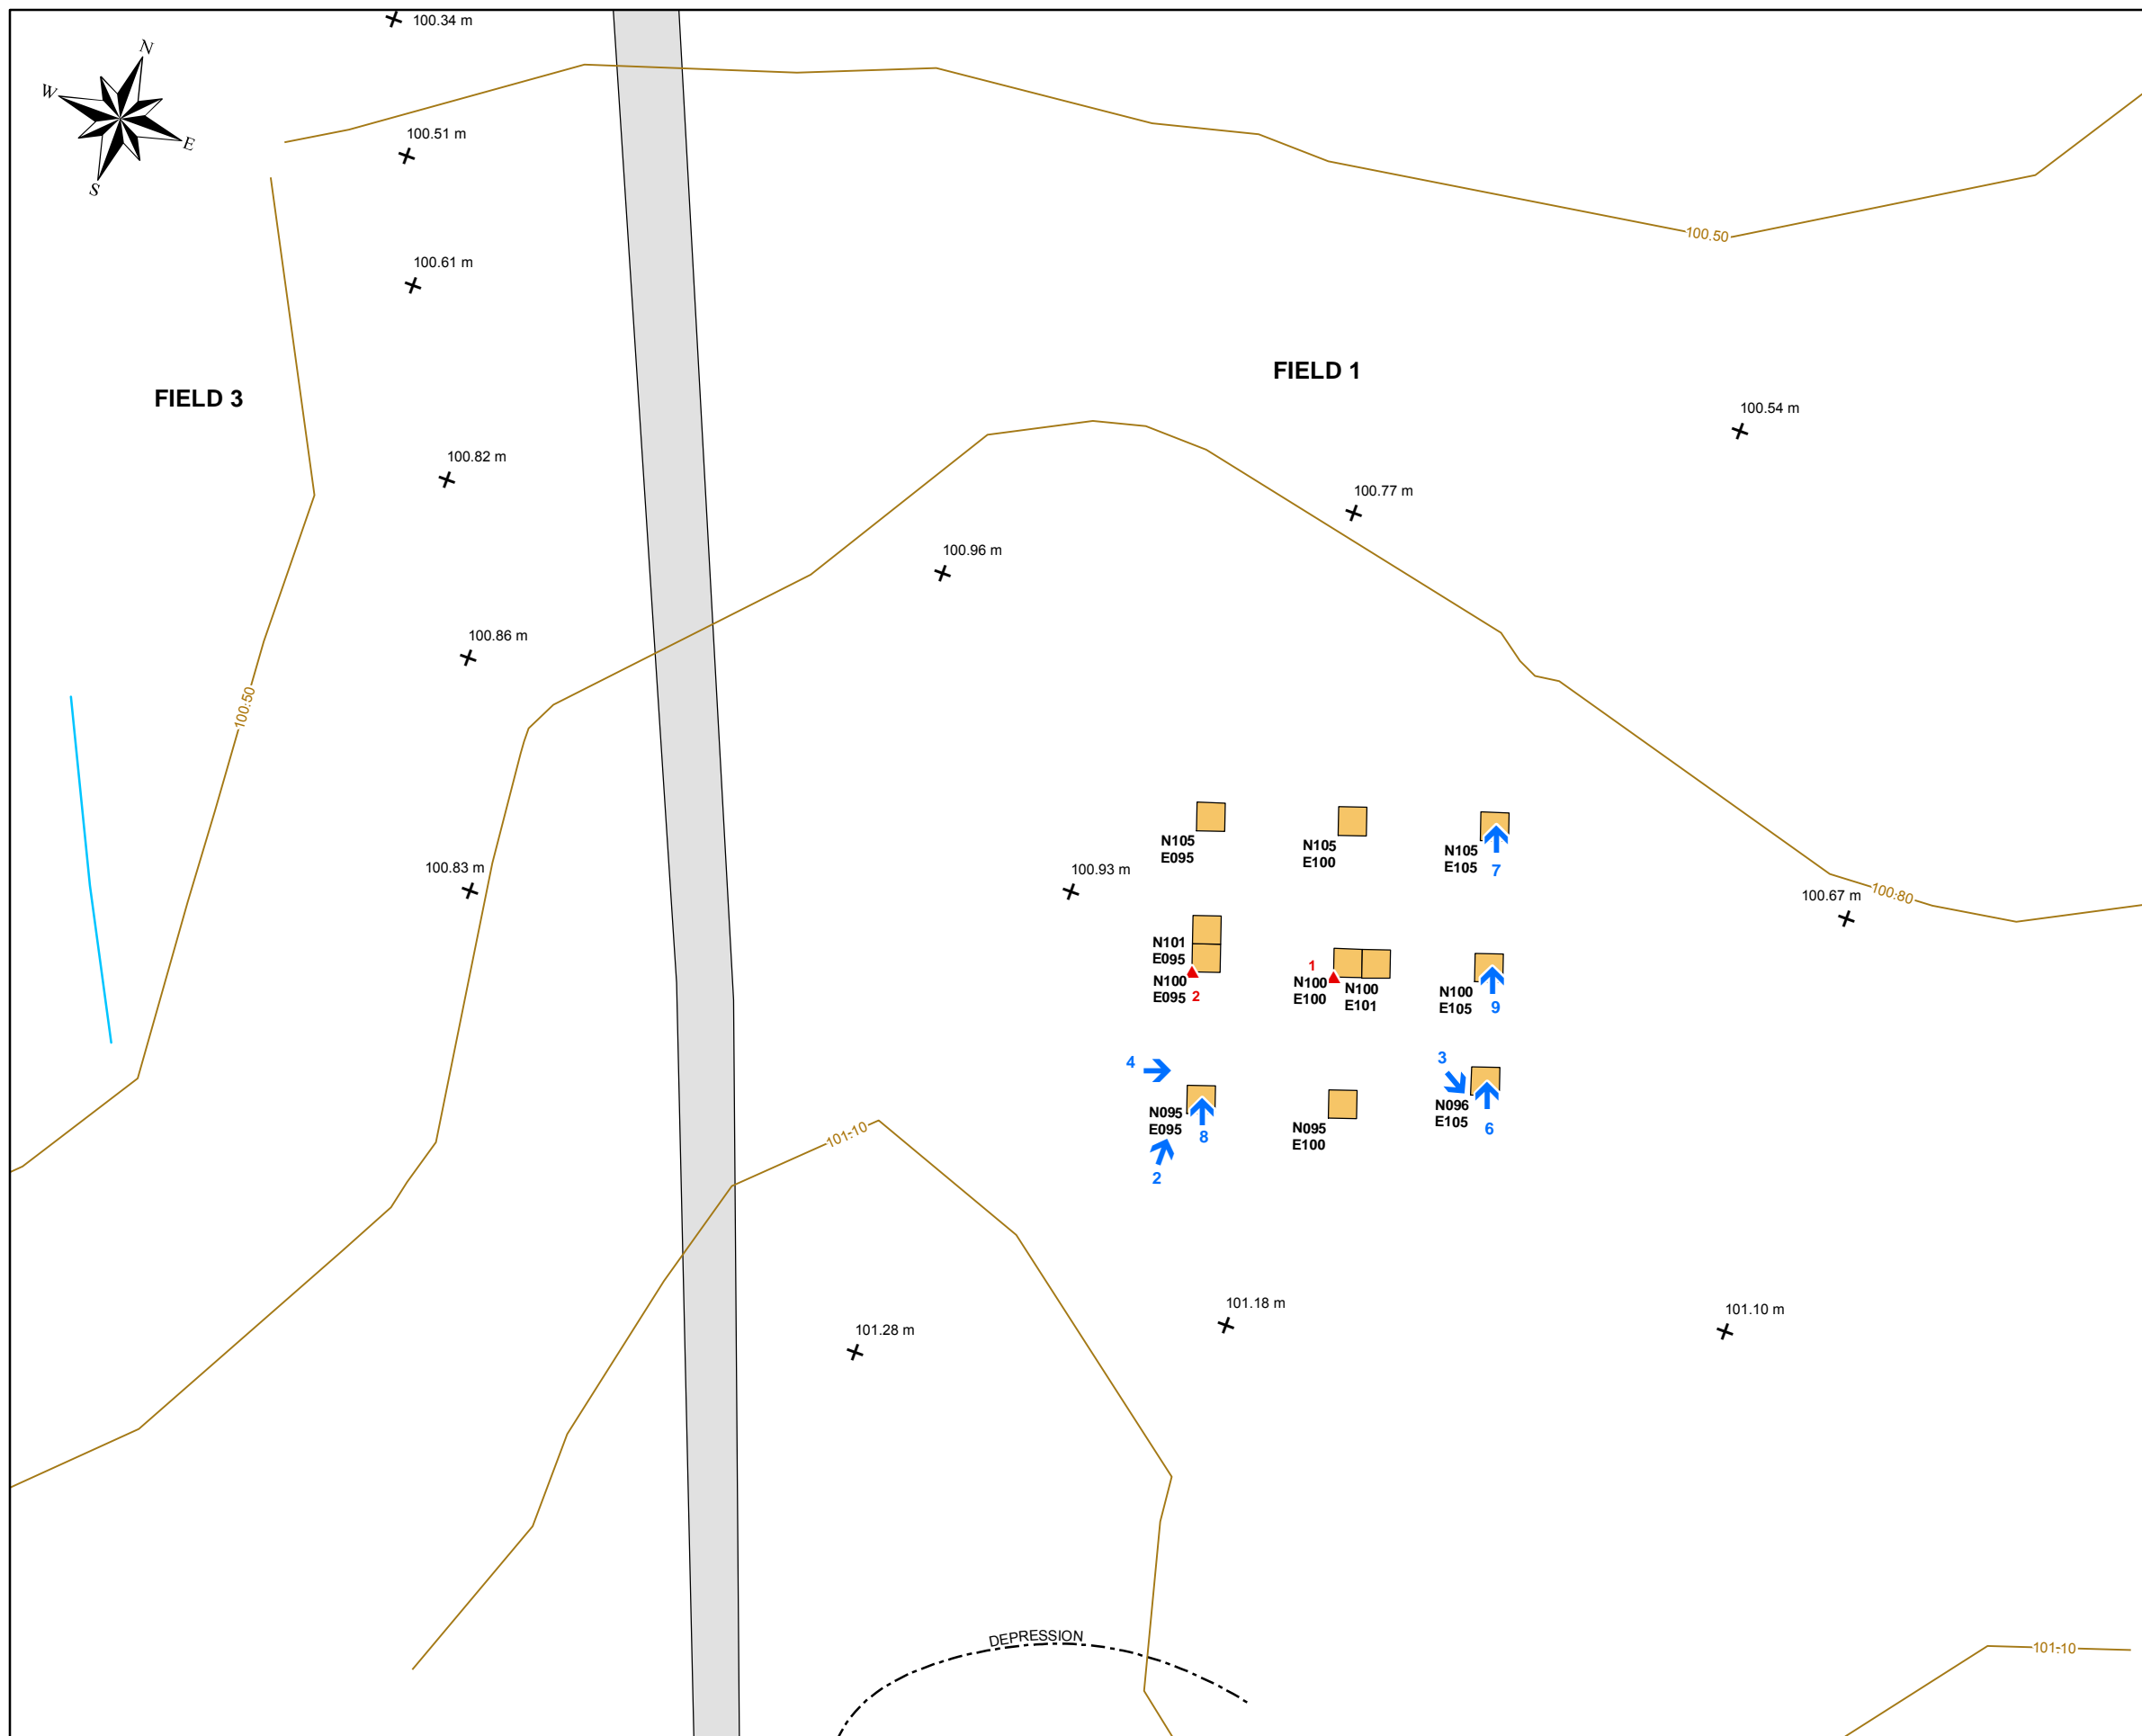 100.34 m
N
W
E
S
100.51 m
100.50
100.61 m
FIELD 1
FIELD 3
100.54 m
100.82 m
100.77 m
100.96 m
100.86 m
100.50
N105
E095
N105
E100
N105
E105
7
100.83 m
100.93 m
100.80
100.67 m
N101
E095
N100
E095
2
1
N100
E100
N100
E101
N100
E105
9
4
3
N095
E095
8
2
N095
E100
N096
E105
6
101.10
101.18 m
101.10 m
101.28 m
DEPRESSION
101.10